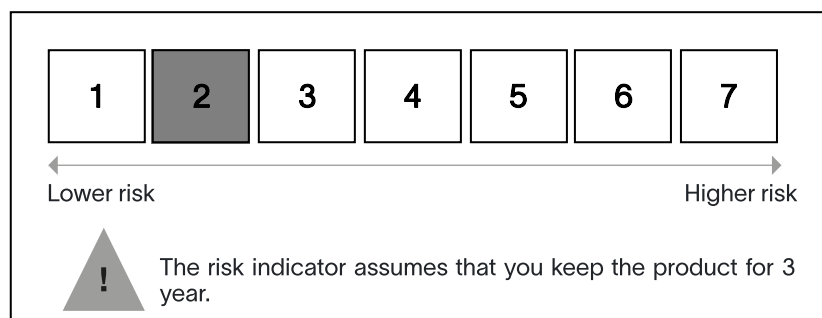 1 2 3 4 5 6 7
Lower risk Higher risk
!
The risk indicator assumes that you keep the product for 3
year.